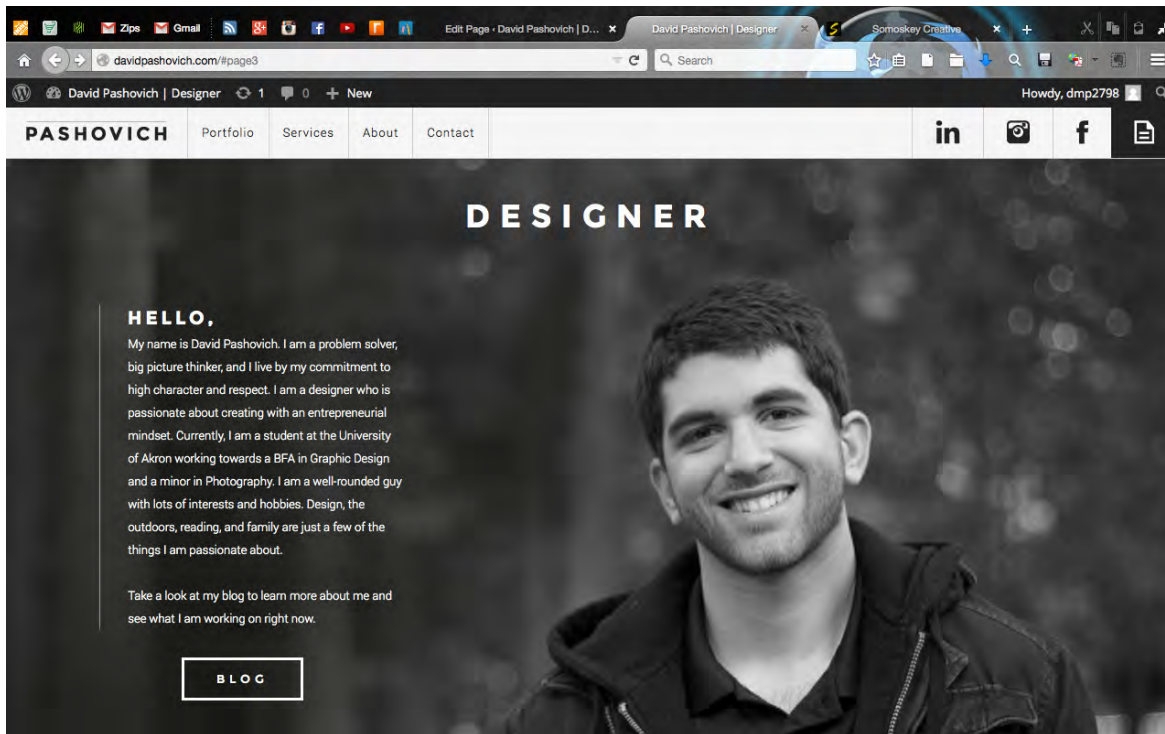 Zips Gmail Edit Page ‹ David Pashovich | D... David Pashovich | Designer Somoskey Creative
davidpashovich.com/#page3 Search
David Pashovich | Designer 1 0 New Howdy, dmp2798
PASHOVICH Portfolio Services About Contact in f
DESIGNER
HELLO,
My name is David Pashovich. I am a problem solver,
big picture thinker, and I live by my commitment to
high character and respect. I am a designer who is
passionate about creating with an entrepreneurial
mindset. Currently, I am a student at the University
of Akron working towards a BFA in Graphic Design
and a minor in Photography. I am a well-rounded guy
with lots of interests and hobbies. Design, the
outdoors, reading, and family are just a few of the
things I am passionate about.
Take a look at my blog to learn more about me and
see what I am working on right now.
BLOG